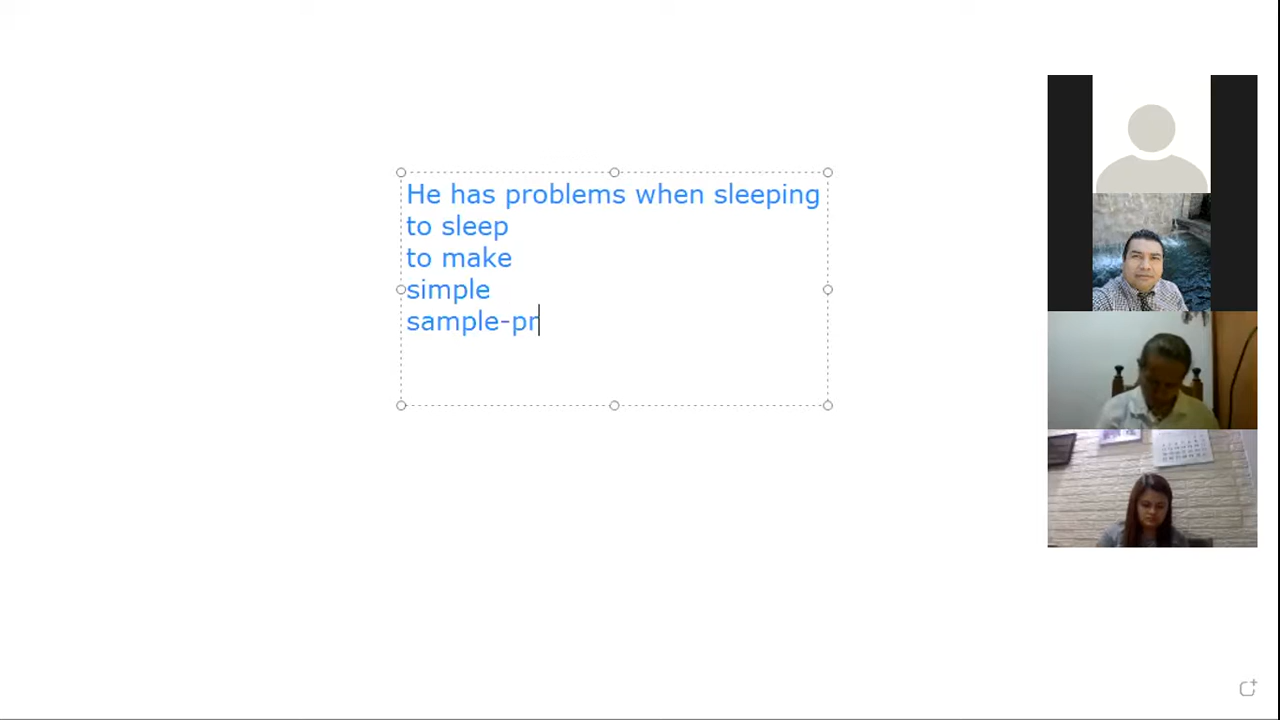 He has problems when sleeping
to sleep
to make
simple
sample-pr